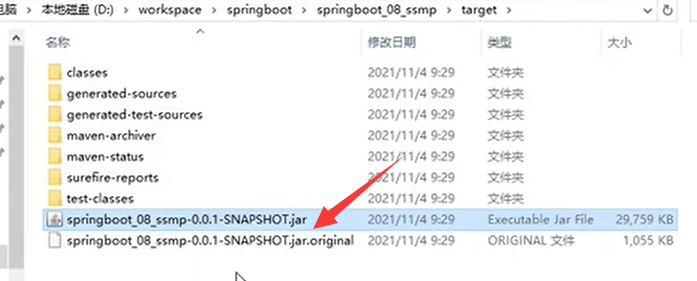 电脑 > 本地磁盘 (D:) > workspace > springboot > springboot_08_ssmp > target >
名称 修改日期 类型 大小
classes 2021/11/4 9:29 文件夹
generated-sources 2021/11/4 9:29 文件夹
generated-test-sources 2021/11/4 9:29 文件夹
maven-archiver 2021/11/4 9:29 文件夹
maven-status 2021/11/4 9:29 文件夹
surefire-reports 2021/11/4 9:29 文件夹
test-classes 2021/11/4 9:29 文件夹
springboot_08_ssmp-0.0.1-SNAPSHOT.jar 2021/11/4 9:29 Executable Jar File 29,759 KB
springboot_08_ssmp-0.0.1-SNAPSHOT.jar.original 2021/11/4 9:29 ORIGINAL 文件 1,055 KB